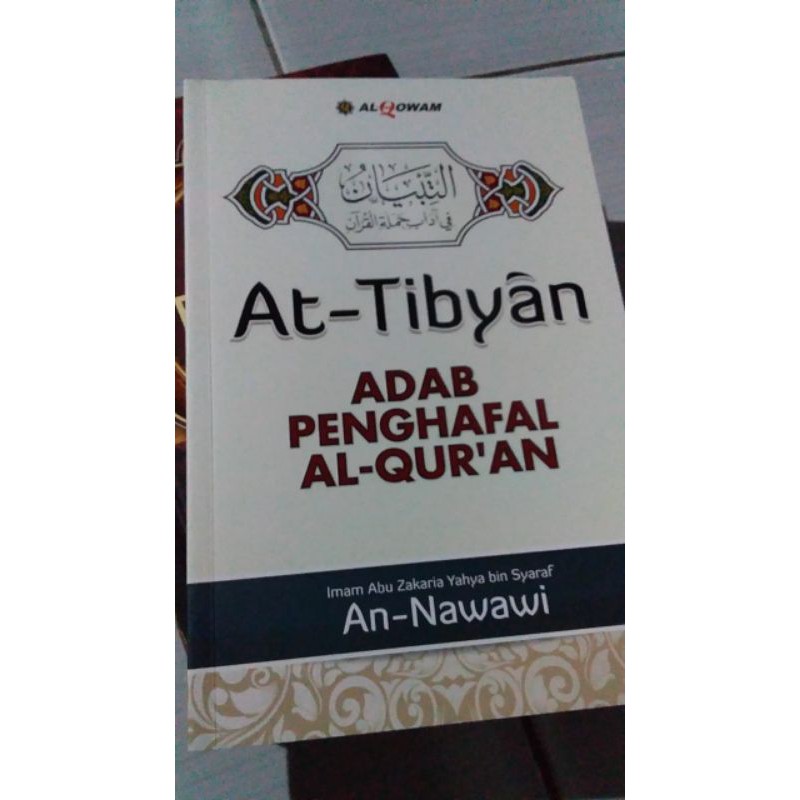 ALQOWAM
التبيان
في آداب حملة القرآن
At-Tibyân
ADAB
PENGHAFAL
AL-QUR'AN
Imam Abu Zakaria Yahya bin Syaraf
An-Nawawi